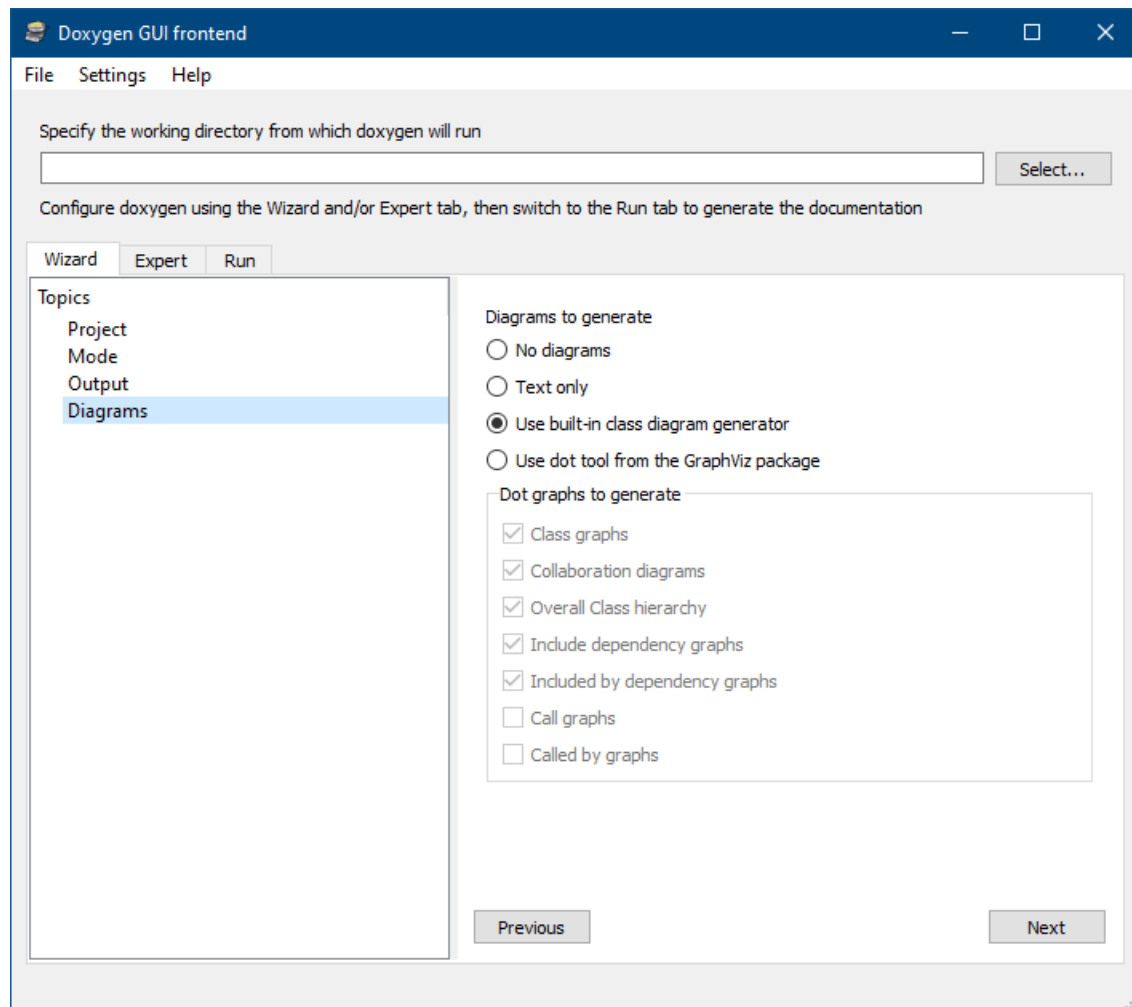 Doxygen GUI frontend
File Settings Help
Specify the working directory from which doxygen will run
Select...
Configure doxygen using the Wizard and/or Expert tab, then switch to the Run tab to generate the documentation
Wizard Expert Run
Topics
Project
Mode
Output
Diagrams
Diagrams to generate
No diagrams
Text only
Use built-in class diagram generator
Use dot tool from the GraphViz package
Dot graphs to generate
Class graphs
Collaboration diagrams
Overall Class hierarchy
Include dependency graphs
Included by dependency graphs
Call graphs
Called by graphs
Previous Next